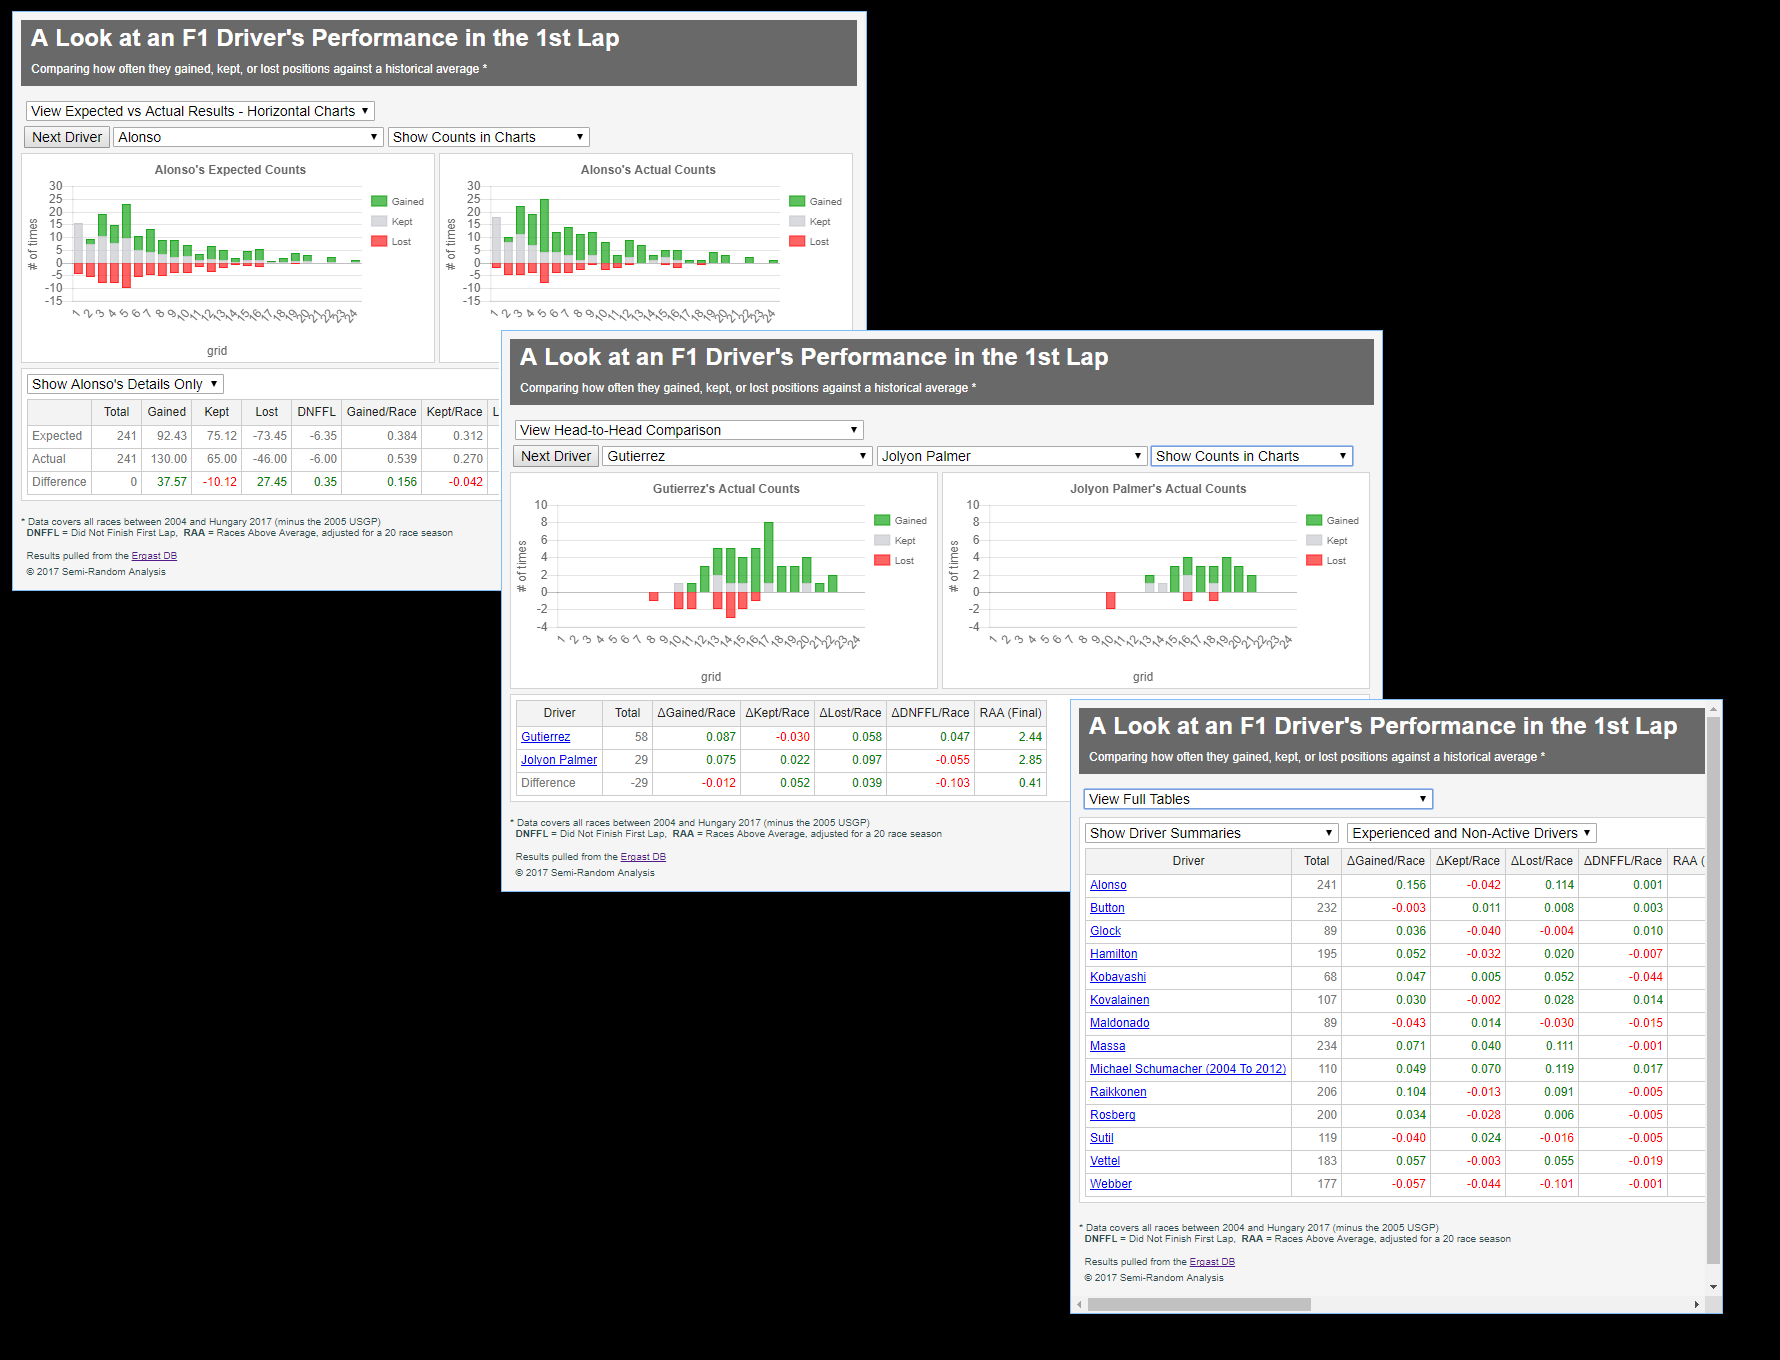 A Look at an F1 Driver's Performance in the 1st Lap
Comparing how often they gained, kept, or lost positions against a historical average *
View Expected vs Actual Results - Horizontal Charts ▼
Next Driver Alonso ▼ Show Counts in Charts ▼
Alonso's Expected Counts
30
25
20
15
10
5
0
-5
-10
-15
# of times
1 2 3 4 5 6 7 8 9 10 11 12 13 14 15 16 17 18 19 20 21 22 23 24
grid
Gained
Kept
Lost
Alonso's Actual Counts
30
25
20
15
10
5
0
-5
-10
-15
# of times
1 2 3 4 5 6 7 8 9 10 11 12 13 14 15 16 17 18 19 20 21 22 23 24
Gained
Kept
Lost
Show Alonso's Details Only ▼
Total Gained Kept Lost DNFFL Gained/Race Kept/Race L
Expected 241 92.43 75.12 -73.45 -6.35 0.384 0.312
Actual 241 130.00 65.00 -46.00 -6.00 0.539 0.270
Difference 0 37.57 -10.12 27.45 0.35 0.156 -0.042
* Data covers all races between 2004 and Hungary 2017 (minus the 2005 USGP)
DNFFL = Did Not Finish First Lap, RAA = Races Above Average, adjusted for a 20 race season
Results pulled from the Ergast DB
© 2017 Semi-Random Analysis
A Look at an F1 Driver's Performance in the 1st Lap
Comparing how often they gained, kept, or lost positions against a historical average *
View Head-to-Head Comparison ▼
Next Driver Gutierrez ▼ Jolyon Palmer ▼ Show Counts in Charts ▼
Gutierrez's Actual Counts
10
8
6
4
2
0
-2
-4
# of times
1 2 3 4 5 6 7 8 9 10 11 12 13 14 15 16 17 18 19 20 21 22 23 24
grid
Gained
Kept
Lost
Jolyon Palmer's Actual Counts
10
8
6
4
2
0
-2
-4
# of times
1 2 3 4 5 6 7 8 9 10 11 12 13 14 15 16 17 18 19 20 21 22 23 24
grid
Gained
Kept
Lost
Driver Total ΔGained/Race ΔKept/Race ΔLost/Race ΔDNFFL/Race RAA (Final)
Gutierrez 58 0.087 -0.030 0.058 0.047 2.44
Jolyon Palmer 29 0.075 0.022 0.097 -0.055 2.85
Difference -29 -0.012 0.052 0.039 -0.103 0.41
* Data covers all races between 2004 and Hungary 2017 (minus the 2005 USGP)
DNFFL = Did Not Finish First Lap, RAA = Races Above Average, adjusted for a 20 race season
Results pulled from the Ergast DB
© 2017 Semi-Random Analysis
A Look at an F1 Driver's Performance in the 1st Lap
Comparing how often they gained, kept, or lost positions against a historical average *
View Full Tables ▼
Show Driver Summaries ▼ Experienced and Non-Active Drivers ▼
Driver Total ΔGained/Race ΔKept/Race ΔLost/Race ΔDNFFL/Race RAA (
Alonso 241 0.156 -0.042 0.114 0.001
Button 232 -0.003 0.011 0.008 0.003
Glock 89 0.036 -0.040 -0.004 0.010
Hamilton 195 0.052 -0.032 0.020 -0.007
Kobayashi 68 0.047 0.005 0.052 -0.044
Kovalainen 107 0.030 -0.002 0.028 0.014
Maldonado 89 -0.043 0.014 -0.030 -0.015
Massa 234 0.071 0.040 0.111 -0.001
Michael Schumacher (2004 To 2012) 110 0.049 0.070 0.119 0.017
Raikkonen 206 0.104 -0.013 0.091 -0.005
Rosberg 200 0.034 -0.028 0.006 -0.005
Sutil 119 -0.040 0.024 -0.016 -0.005
Vettel 183 0.057 -0.003 0.055 -0.019
Webber 177 -0.057 -0.044 -0.101 -0.001
* Data covers all races between 2004 and Hungary 2017 (minus the 2005 USGP)
DNFFL = Did Not Finish First Lap, RAA = Races Above Average, adjusted for a 20 race season
Results pulled from the Ergast DB
© 2017 Semi-Random Analysis